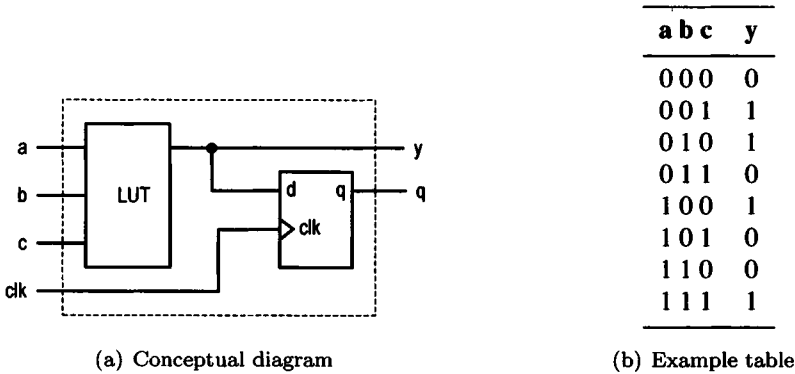 a
b
c
clk
LUT
d q
clk
y
q
(a) Conceptual diagram
a b c y
0 0 0 0
0 0 1 1
0 1 0 1
0 1 1 0
1 0 0 1
1 0 1 0
1 1 0 0
1 1 1 1
(b) Example table